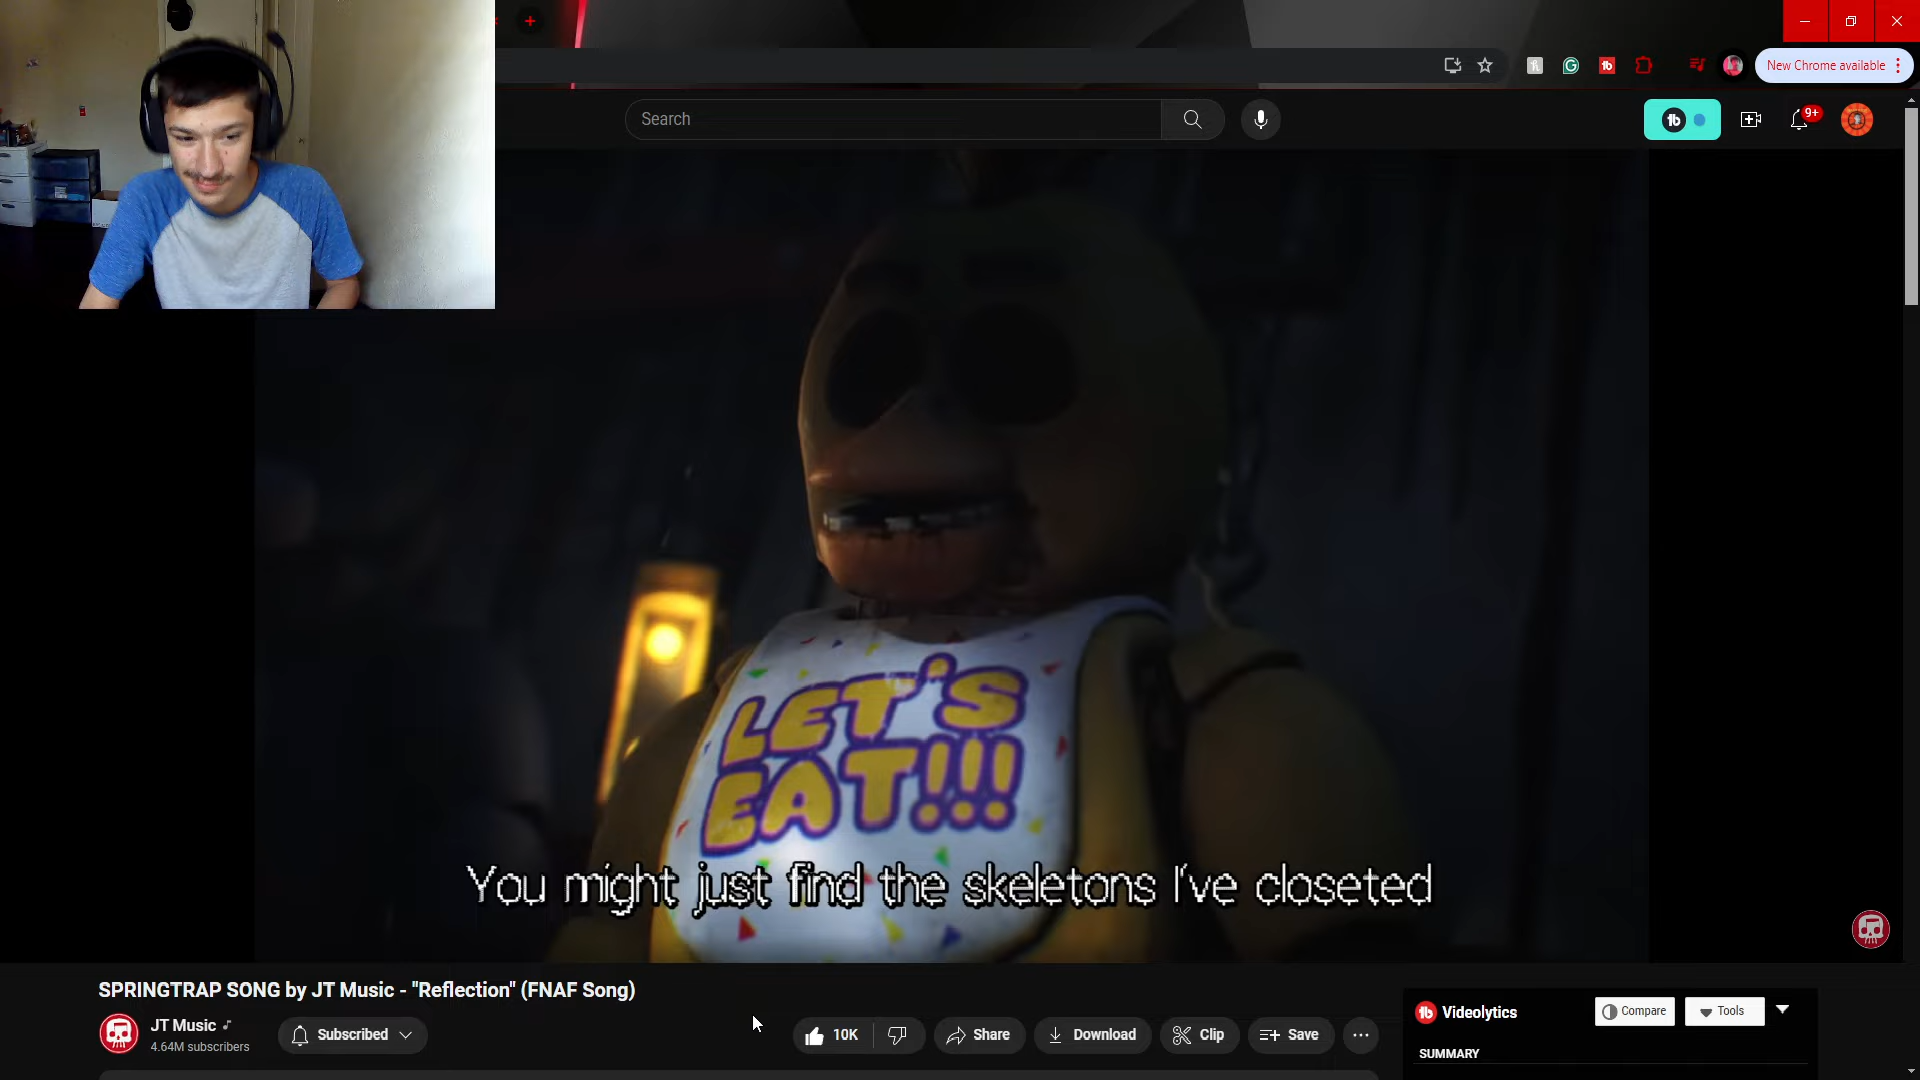 New Chrome available
Search
9+
LET'S
EAT!!!
You might just find the skeletons I've closeted
SPRINGTRAP SONG by JT Music - "Reflection" (FNAF Song)
JT Music
4.64M subscribers
Subscribed
10K
Share
Download
Clip
Save
Videolytics
Compare
Tools
SUMMARY